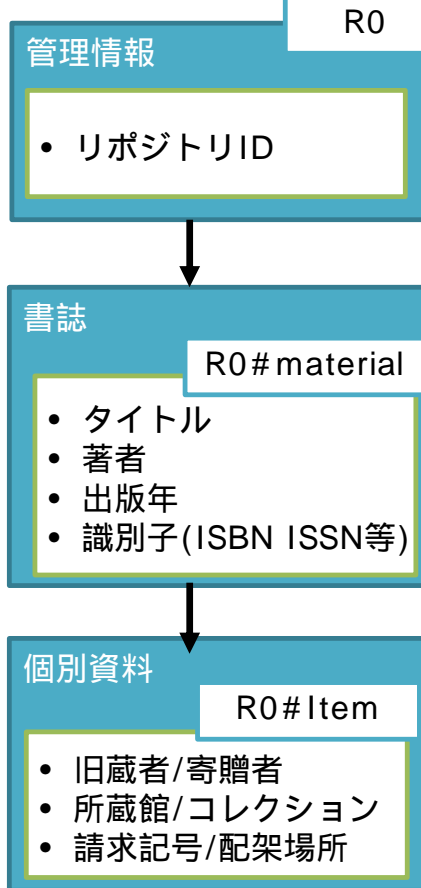 R0
管理情報
• リポジトリID
書誌
R0#material
• タイトル
• 著者
• 出版年
• 識別子(ISBN ISSN等)
個別資料
R0#Item
• 旧蔵者/寄贈者
• 所蔵館/コレクション
• 請求記号/配架場所